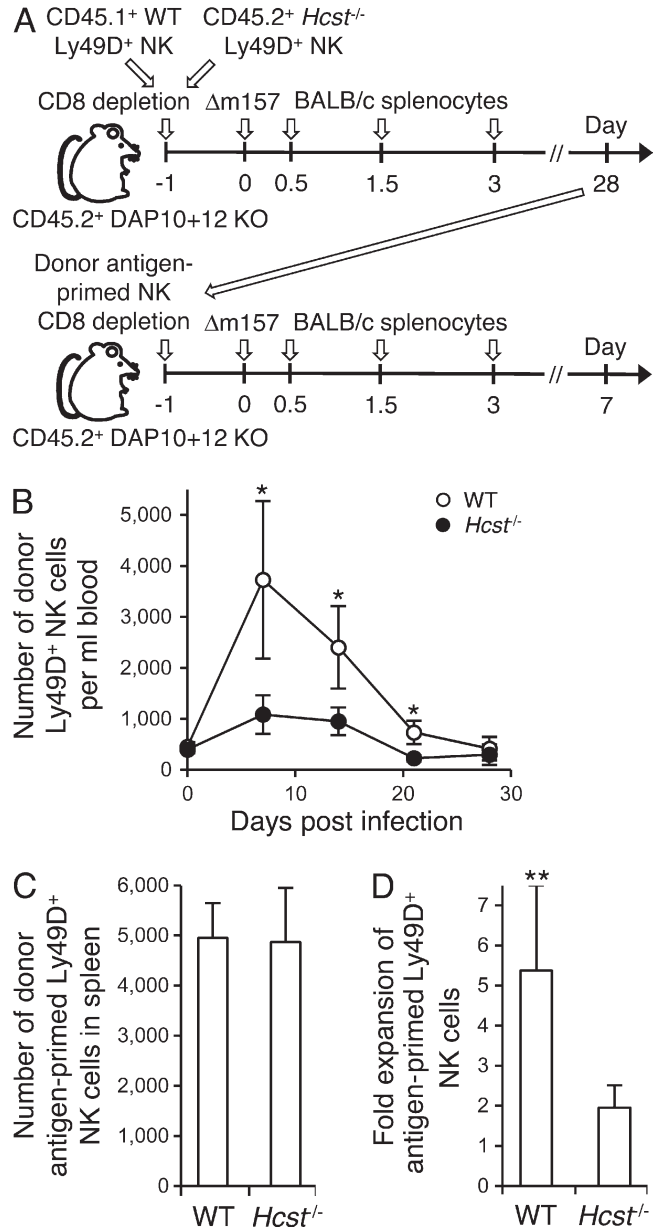 A
CD45.1⁺ WT
Ly49D⁺ NK
CD45.2⁺ Hcst⁻/⁻
Ly49D⁺ NK
CD8 depletion Δm157 BALB/c splenocytes
Day
-1 0 0.5 1.5 3 // 28
CD45.2⁺ DAP10+12 KO
Donor antigen-
primed NK
CD8 depletion Δm157 BALB/c splenocytes
Day
-1 0 0.5 1.5 3 // 7
CD45.2⁺ DAP10+12 KO
B
Number of donor
Ly49D⁺ NK cells
per ml blood
5,000
4,000
3,000
2,000
1,000
0
* * *
WT
Hcst⁻/⁻
0 10 20 30
Days post infection
C
Number of donor
antigen-primed Ly49D⁺
NK cells in spleen
6,000
5,000
4,000
3,000
2,000
1,000
0
WT Hcst⁻/⁻
D
Fold expansion of
antigen-primed Ly49D⁺
NK cells
7
6
5
4
3
2
1
0
**
WT Hcst⁻/⁻